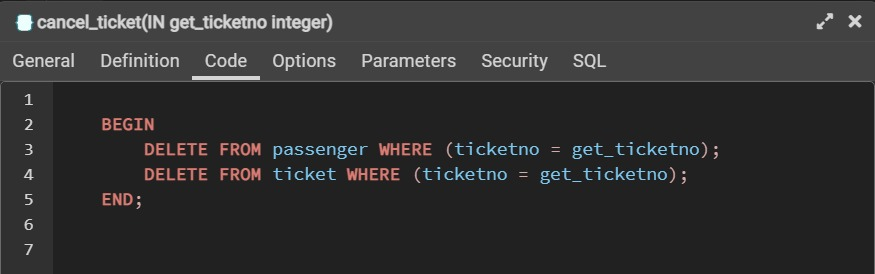 cancel_ticket(IN get_ticketno integer)
General Definition Code Options Parameters Security SQL
1
2 BEGIN
3 DELETE FROM passenger WHERE (ticketno = get_ticketno);
4 DELETE FROM ticket WHERE (ticketno = get_ticketno);
5 END;
6
7